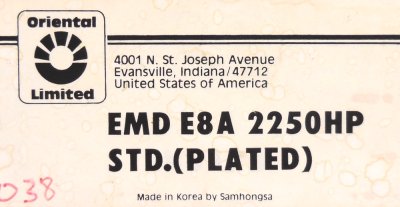 Oriental
Limited
4001 N. St. Joseph Avenue
Evansville, Indiana/47712
United States of America
EMD E8A 2250HP
STD.(PLATED)
038
Made in Korea by Samhongsa